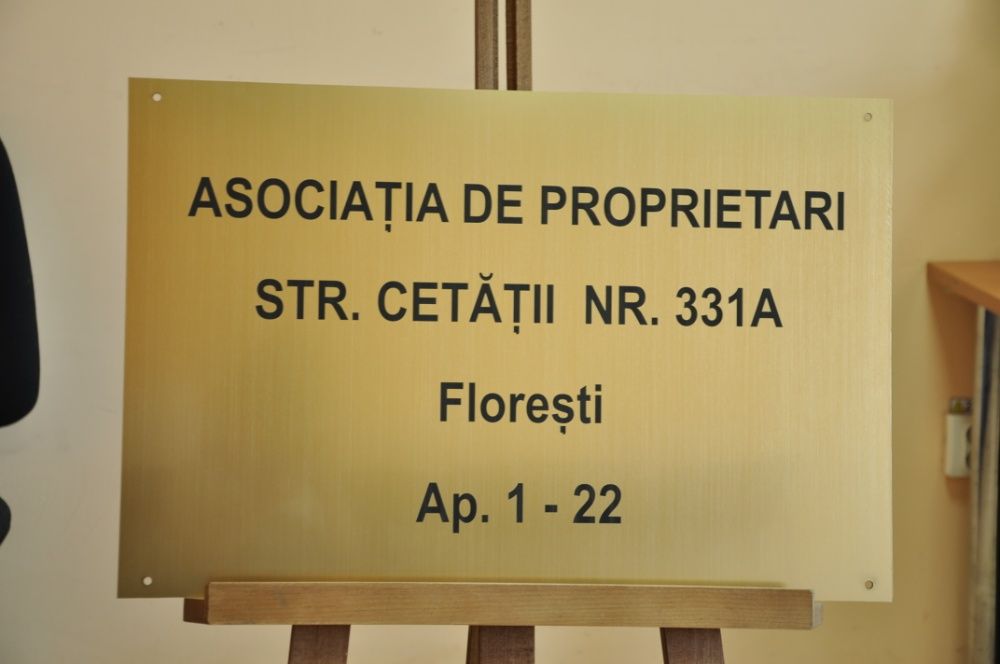 ASOCIAȚIA DE PROPRIETARI
STR. CETĂȚII NR. 331A
Florești
Ap. 1 - 22